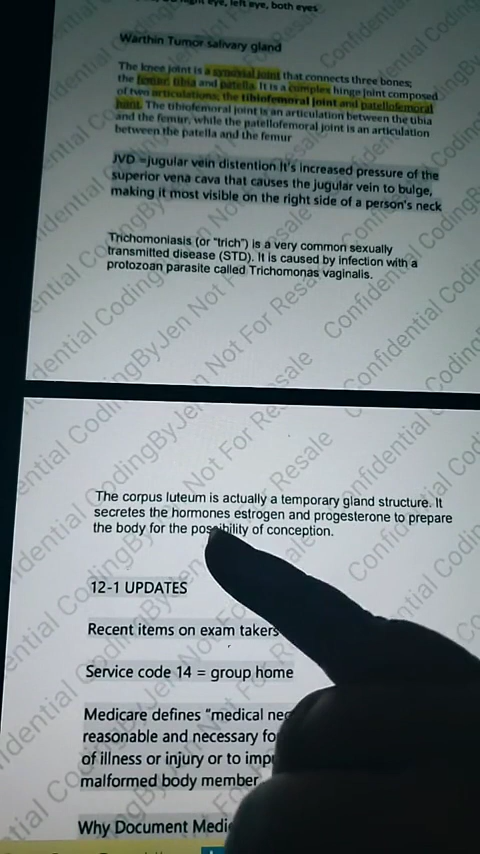 eye, left eye, both eyes
Warthin Tumor salivary gland
The knee joint is a synovial joint that connects three bones;
the femur, tibia and patella. It is a complex hinge joint composed
of two articulations; the tibiofemoral joint and patellofemoral
joint. The tibiofemoral joint is an articulation between the tibia
and the femur, while the patellofemoral joint is an articulation
between the patella and the femur
JVD =jugular vein distention It's increased pressure of the
superior vena cava that causes the jugular vein to bulge,
making it most visible on the right side of a person's neck
Trichomoniasis (or "trich") is a very common sexually
transmitted disease (STD). It is caused by infection with a
protozoan parasite called Trichomonas vaginalis.
The corpus luteum is actually a temporary gland structure. It
secretes the hormones estrogen and progesterone to prepare
the body for the possibility of conception.
12-1 UPDATES
Recent items on exam takers
Service code 14 = group home
Medicare defines "medical
reasonable and necessary
of illness or injury or to
malformed body member
Why Document
Confidential CodingByJen Not For Resale